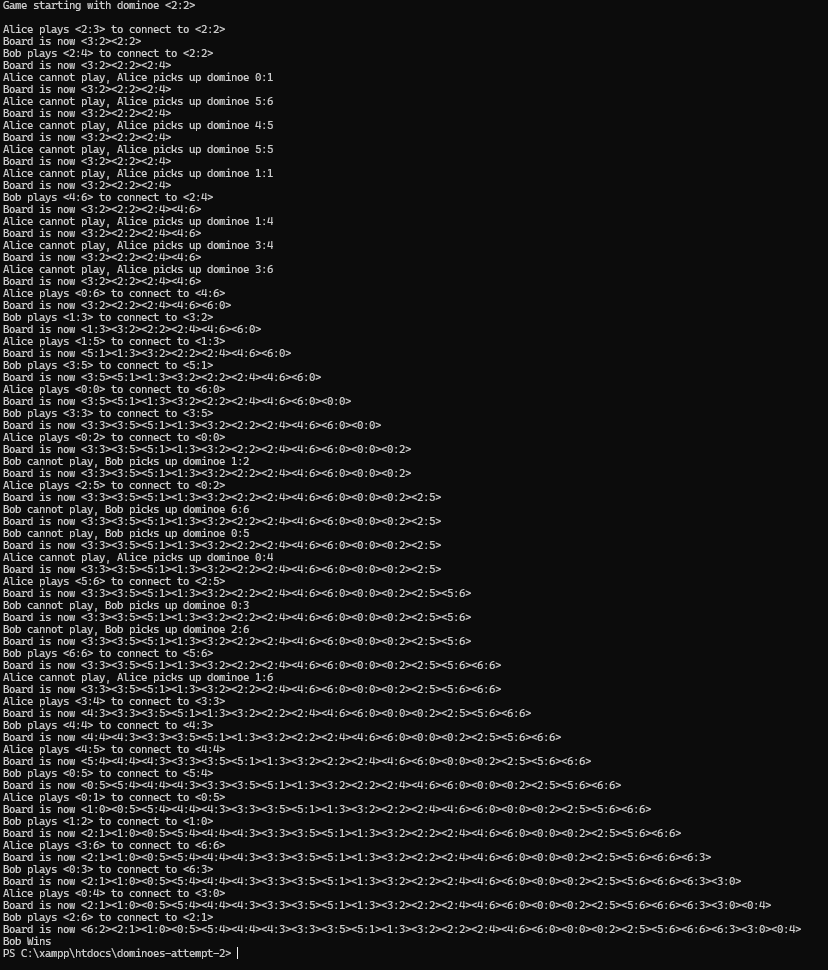 Game starting with dominoe <2:2>
Alice plays <2:3> to connect to <2:2>
Board is now <3:2><2:2>
Bob plays <2:4> to connect to <2:2>
Board is now <3:2><2:2><2:4>
Alice cannot play, Alice picks up dominoe 0:1
Board is now <3:2><2:2><2:4>
Alice cannot play, Alice picks up dominoe 5:6
Board is now <3:2><2:2><2:4>
Alice cannot play, Alice picks up dominoe 4:5
Board is now <3:2><2:2><2:4>
Alice cannot play, Alice picks up dominoe 5:5
Board is now <3:2><2:2><2:4>
Alice cannot play, Alice picks up dominoe 1:1
Board is now <3:2><2:2><2:4>
Bob plays <4:6> to connect to <2:4>
Board is now <3:2><2:2><2:4><4:6>
Alice cannot play, Alice picks up dominoe 1:4
Board is now <3:2><2:2><2:4><4:6>
Alice cannot play, Alice picks up dominoe 3:4
Board is now <3:2><2:2><2:4><4:6>
Alice cannot play, Alice picks up dominoe 3:6
Board is now <3:2><2:2><2:4><4:6>
Alice plays <0:6> to connect to <4:6>
Board is now <3:2><2:2><2:4><4:6><6:0>
Bob plays <1:3> to connect to <3:2>
Board is now <1:3><3:2><2:2><2:4><4:6><6:0>
Alice plays <1:5> to connect to <1:3>
Board is now <5:1><1:3><3:2><2:2><2:4><4:6><6:0>
Bob plays <3:5> to connect to <5:1>
Board is now <3:5><5:1><1:3><3:2><2:2><2:4><4:6><6:0>
Alice plays <0:0> to connect to <6:0>
Board is now <3:5><5:1><1:3><3:2><2:2><2:4><4:6><6:0><0:0>
Bob plays <3:3> to connect to <3:5>
Board is now <3:3><3:5><5:1><1:3><3:2><2:2><2:4><4:6><6:0><0:0>
Alice plays <0:2> to connect to <0:0>
Board is now <3:3><3:5><5:1><1:3><3:2><2:2><2:4><4:6><6:0><0:0><0:2>
Bob cannot play, Bob picks up dominoe 1:2
Board is now <3:3><3:5><5:1><1:3><3:2><2:2><2:4><4:6><6:0><0:0><0:2>
Alice plays <2:5> to connect to <0:2>
Board is now <3:3><3:5><5:1><1:3><3:2><2:2><2:4><4:6><6:0><0:0><0:2><2:5>
Bob cannot play, Bob picks up dominoe 6:6
Board is now <3:3><3:5><5:1><1:3><3:2><2:2><2:4><4:6><6:0><0:0><0:2><2:5>
Bob cannot play, Bob picks up dominoe 0:5
Board is now <3:3><3:5><5:1><1:3><3:2><2:2><2:4><4:6><6:0><0:0><0:2><2:5>
Alice cannot play, Alice picks up dominoe 0:4
Board is now <3:3><3:5><5:1><1:3><3:2><2:2><2:4><4:6><6:0><0:0><0:2><2:5>
Alice plays <5:6> to connect to <2:5>
Board is now <3:3><3:5><5:1><1:3><3:2><2:2><2:4><4:6><6:0><0:0><0:2><2:5><5:6>
Bob cannot play, Bob picks up dominoe 0:3
Board is now <3:3><3:5><5:1><1:3><3:2><2:2><2:4><4:6><6:0><0:0><0:2><2:5><5:6>
Bob cannot play, Bob picks up dominoe 2:6
Board is now <3:3><3:5><5:1><1:3><3:2><2:2><2:4><4:6><6:0><0:0><0:2><2:5><5:6>
Bob plays <6:6> to connect to <5:6>
Board is now <3:3><3:5><5:1><1:3><3:2><2:2><2:4><4:6><6:0><0:0><0:2><2:5><5:6><6:6>
Alice cannot play, Alice picks up dominoe 1:6
Board is now <3:3><3:5><5:1><1:3><3:2><2:2><2:4><4:6><6:0><0:0><0:2><2:5><5:6><6:6>
Alice plays <3:4> to connect to <3:3>
Board is now <4:3><3:3><3:5><5:1><1:3><3:2><2:2><2:4><4:6><6:0><0:0><0:2><2:5><5:6><6:6>
Bob plays <4:4> to connect to <4:3>
Board is now <4:4><4:3><3:3><3:5><5:1><1:3><3:2><2:2><2:4><4:6><6:0><0:0><0:2><2:5><5:6><6:6>
Alice plays <4:5> to connect to <4:4>
Board is now <5:4><4:4><4:3><3:3><3:5><5:1><1:3><3:2><2:2><2:4><4:6><6:0><0:0><0:2><2:5><5:6><6:6>
Bob plays <0:5> to connect to <5:4>
Board is now <0:5><5:4><4:4><4:3><3:3><3:5><5:1><1:3><3:2><2:2><2:4><4:6><6:0><0:0><0:2><2:5><5:6><6:6>
Alice plays <0:1> to connect to <0:5>
Board is now <1:0><0:5><5:4><4:4><4:3><3:3><3:5><5:1><1:3><3:2><2:2><2:4><4:6><6:0><0:0><0:2><2:5><5:6><6:6>
Bob plays <1:2> to connect to <1:0>
Board is now <2:1><1:0><0:5><5:4><4:4><4:3><3:3><3:5><5:1><1:3><3:2><2:2><2:4><4:6><6:0><0:0><0:2><2:5><5:6><6:6>
Alice plays <3:6> to connect to <6:6>
Board is now <2:1><1:0><0:5><5:4><4:4><4:3><3:3><3:5><5:1><1:3><3:2><2:2><2:4><4:6><6:0><0:0><0:2><2:5><5:6><6:6><6:3>
Bob plays <0:3> to connect to <6:3>
Board is now <2:1><1:0><0:5><5:4><4:4><4:3><3:3><3:5><5:1><1:3><3:2><2:2><2:4><4:6><6:0><0:0><0:2><2:5><5:6><6:6><6:3><3:0>
Alice plays <0:4> to connect to <3:0>
Board is now <2:1><1:0><0:5><5:4><4:4><4:3><3:3><3:5><5:1><1:3><3:2><2:2><2:4><4:6><6:0><0:0><0:2><2:5><5:6><6:6><6:3><3:0><0:4>
Bob plays <2:6> to connect to <2:1>
Board is now <6:2><2:1><1:0><0:5><5:4><4:4><4:3><3:3><3:5><5:1><1:3><3:2><2:2><2:4><4:6><6:0><0:0><0:2><2:5><5:6><6:6><6:3><3:0><0:4>
Bob Wins
PS C:\xampp\htdocs\dominoes-attempt-2>